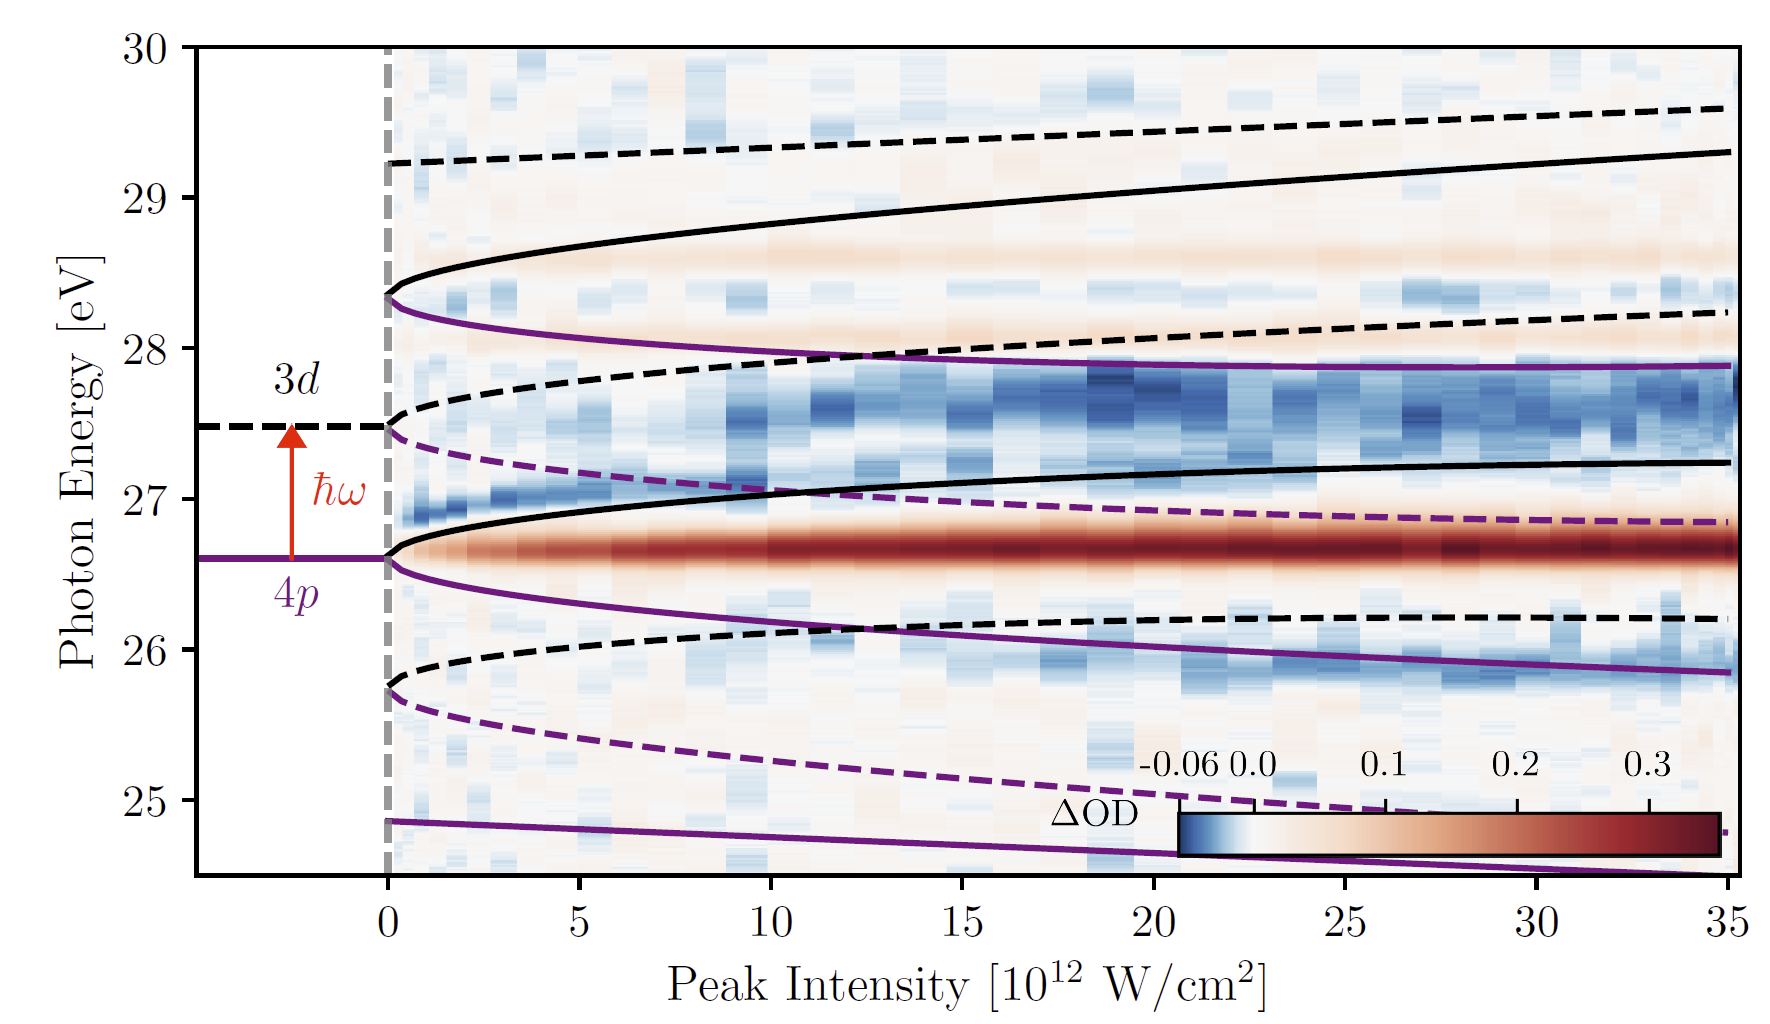 30
29
28
27
26
25
Photon Energy [eV]
3d
ħω
4p
-0.06 0.0 0.1 0.2 0.3
ΔOD
0 5 10 15 20 25 30 35
Peak Intensity [10¹² W/cm²]